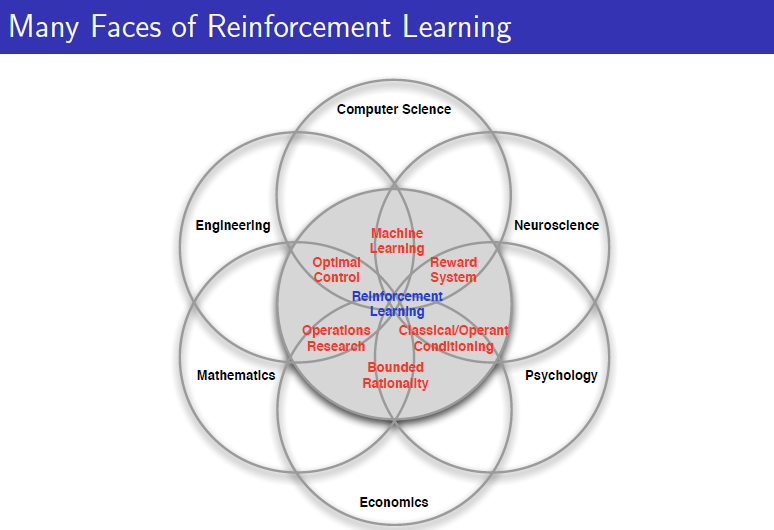 Many Faces of Reinforcement Learning
Computer Science
Engineering
Neuroscience
Machine
Learning
Optimal
Control
Reward
System
Reinforcement
Learning
Operations
Research
Classical/Operant
Conditioning
Bounded
Rationality
Mathematics
Psychology
Economics